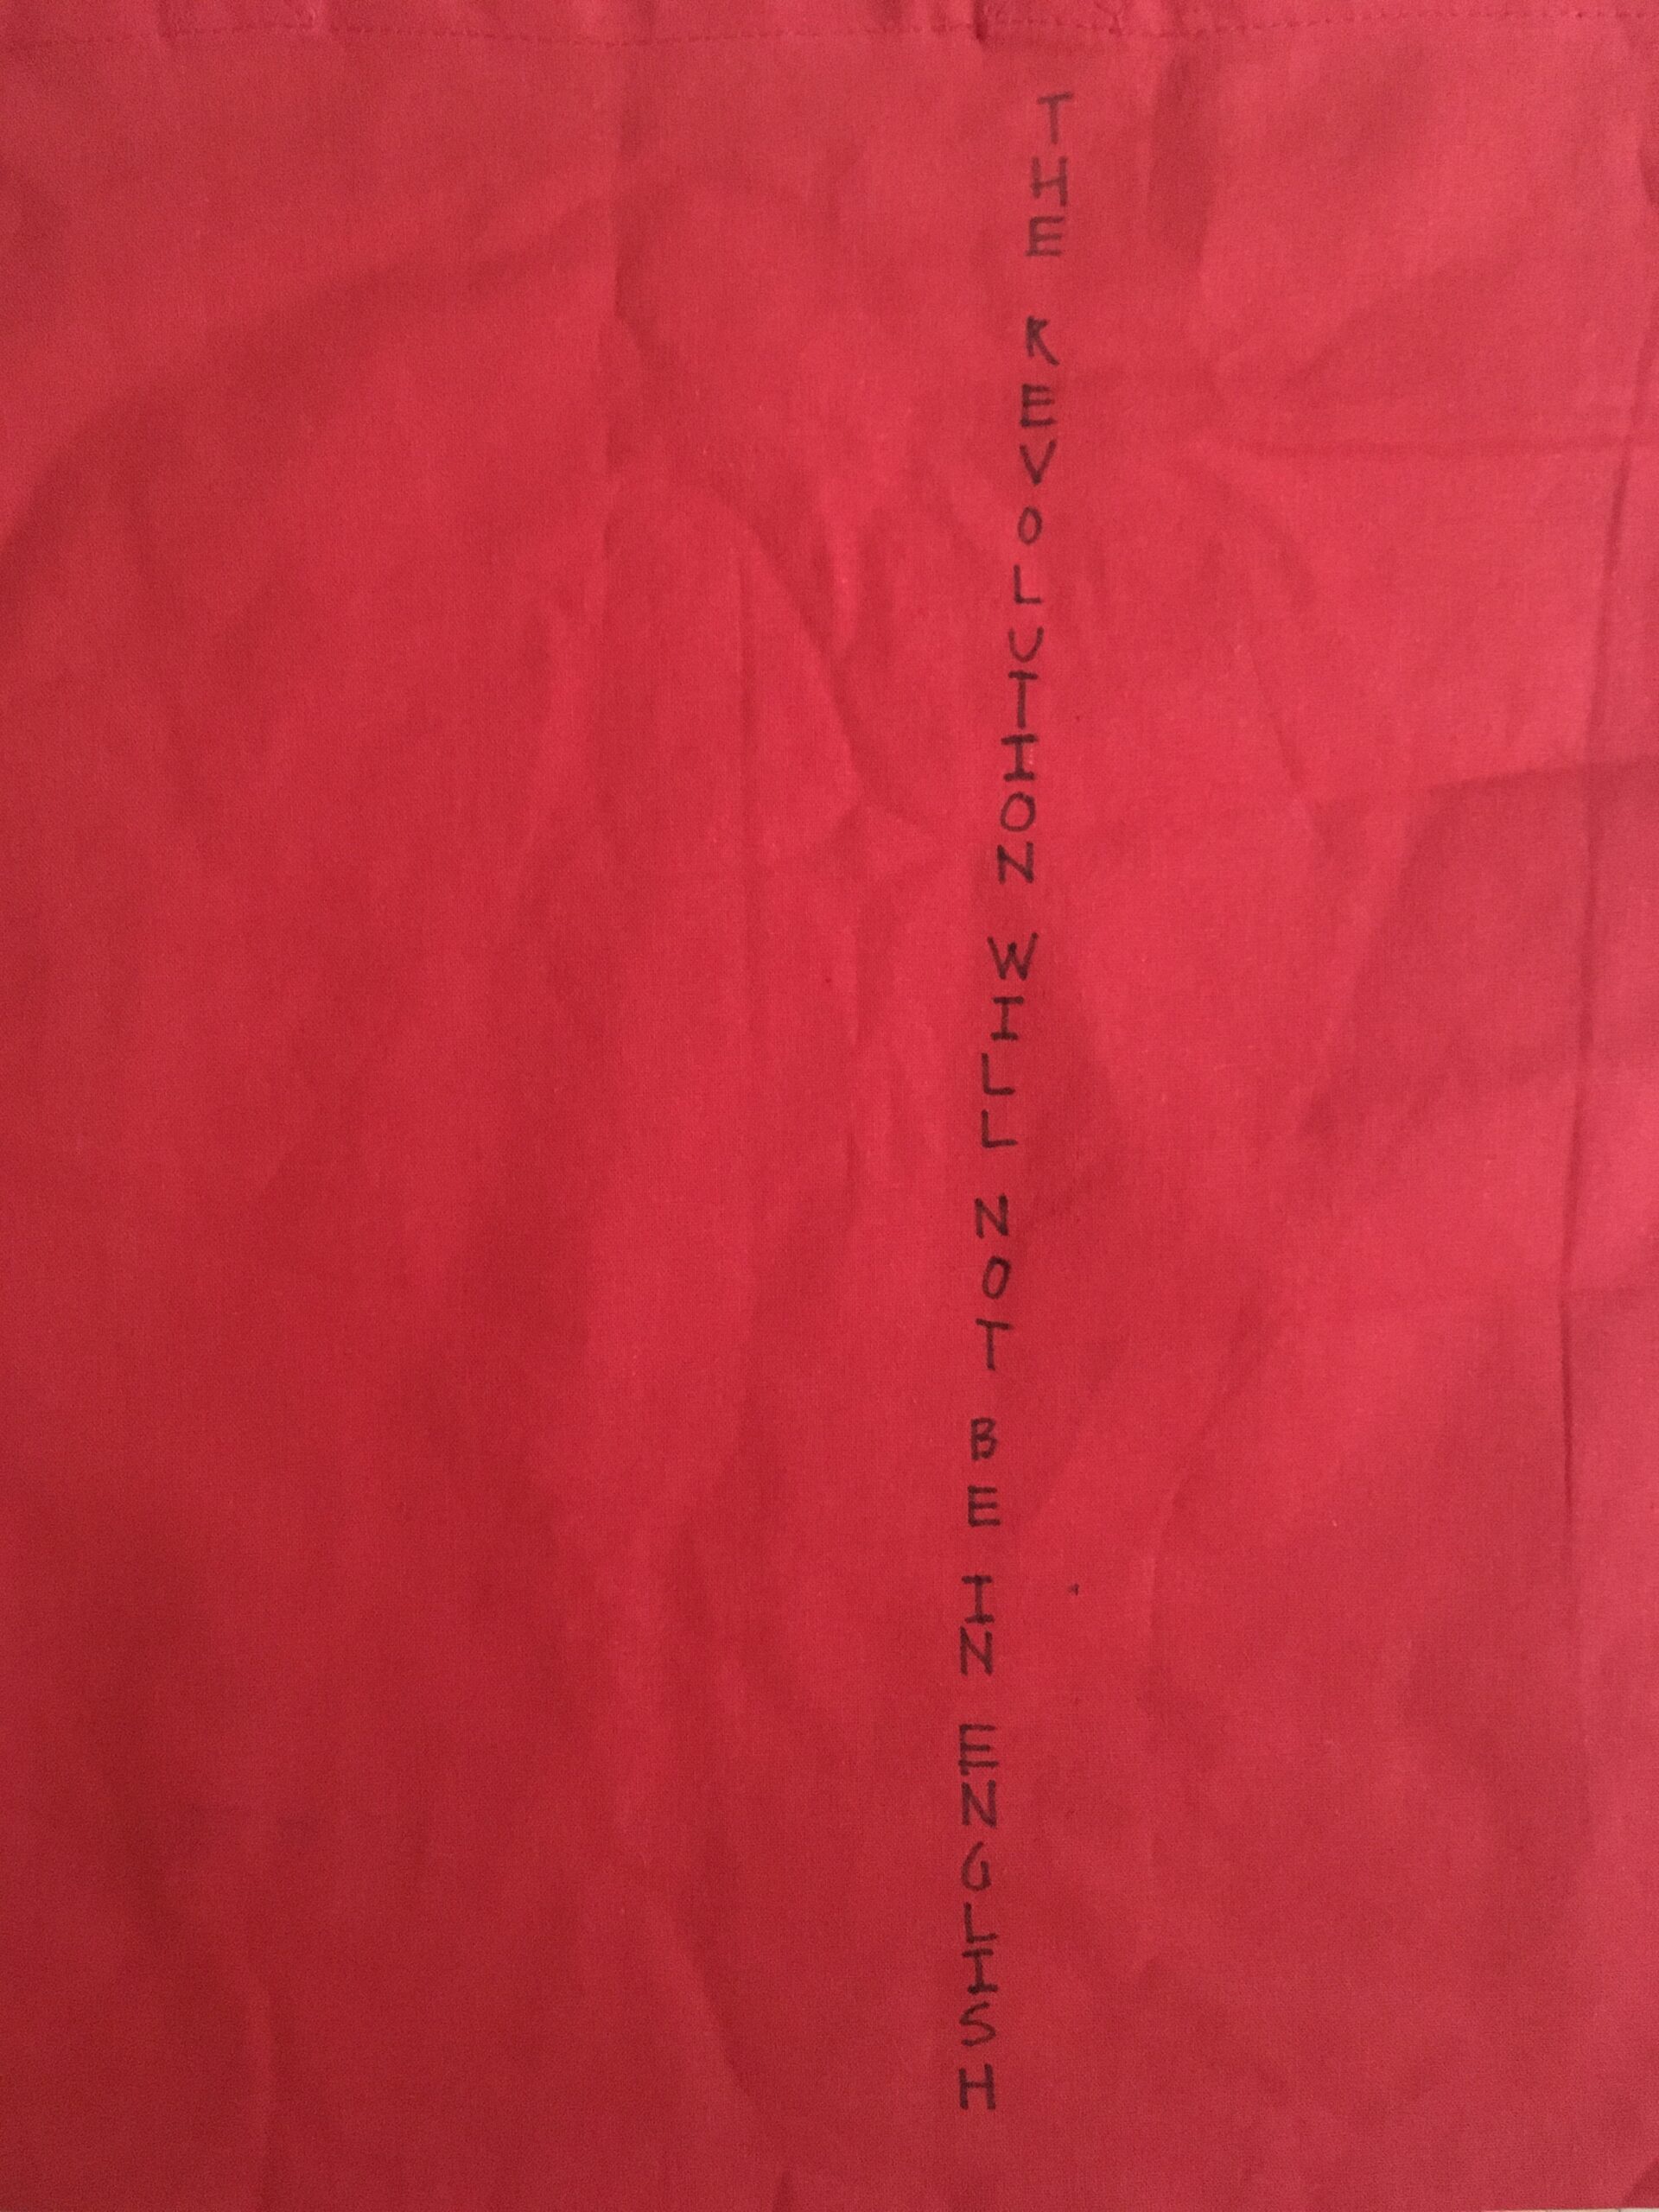 THE REVOLUTION WILL NOT BE IN ENGLISH